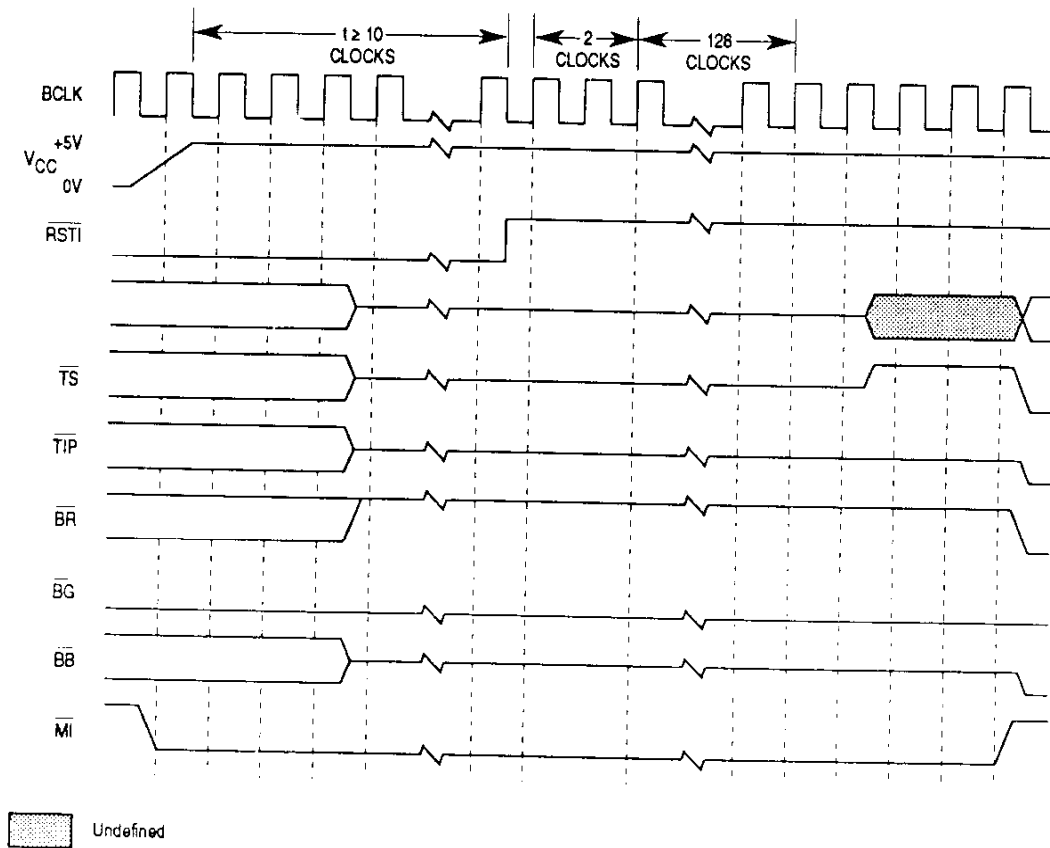 t ≥ 10
CLOCKS
2
CLOCKS
128
CLOCKS
BCLK
+5V
VCC
0V
RSTI
TS
TIP
BR
BG
BB
MI
Undefined